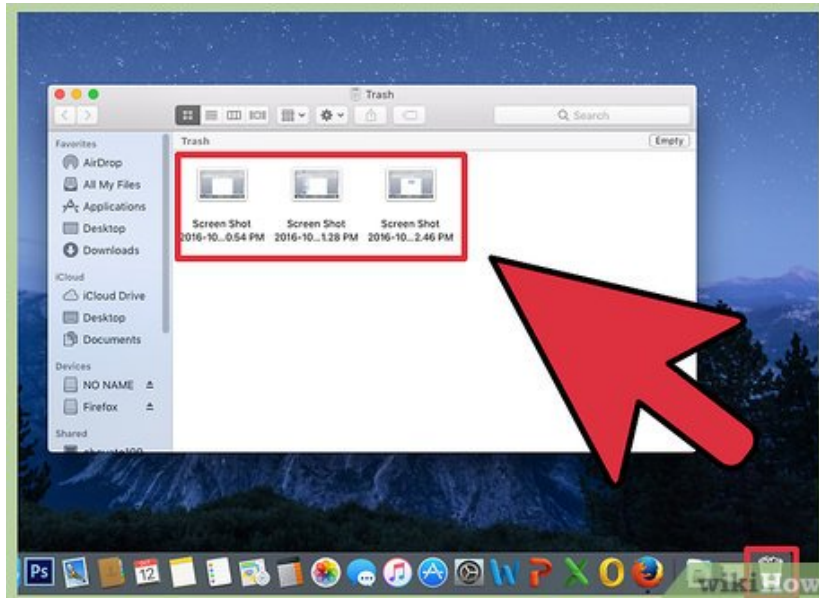 Trash
Search
Favorites
AirDrop
All My Files
Applications
Desktop
Downloads
iCloud
iCloud Drive
Desktop
Documents
Devices
NO NAME
Firefox
Shared
Trash
Empty
Screen Shot
2016-10...0.54 PM
Screen Shot
2016-10...1.28 PM
Screen Shot
2016-10...2.46 PM
Ps
12
W
P
X
O
wikiHow